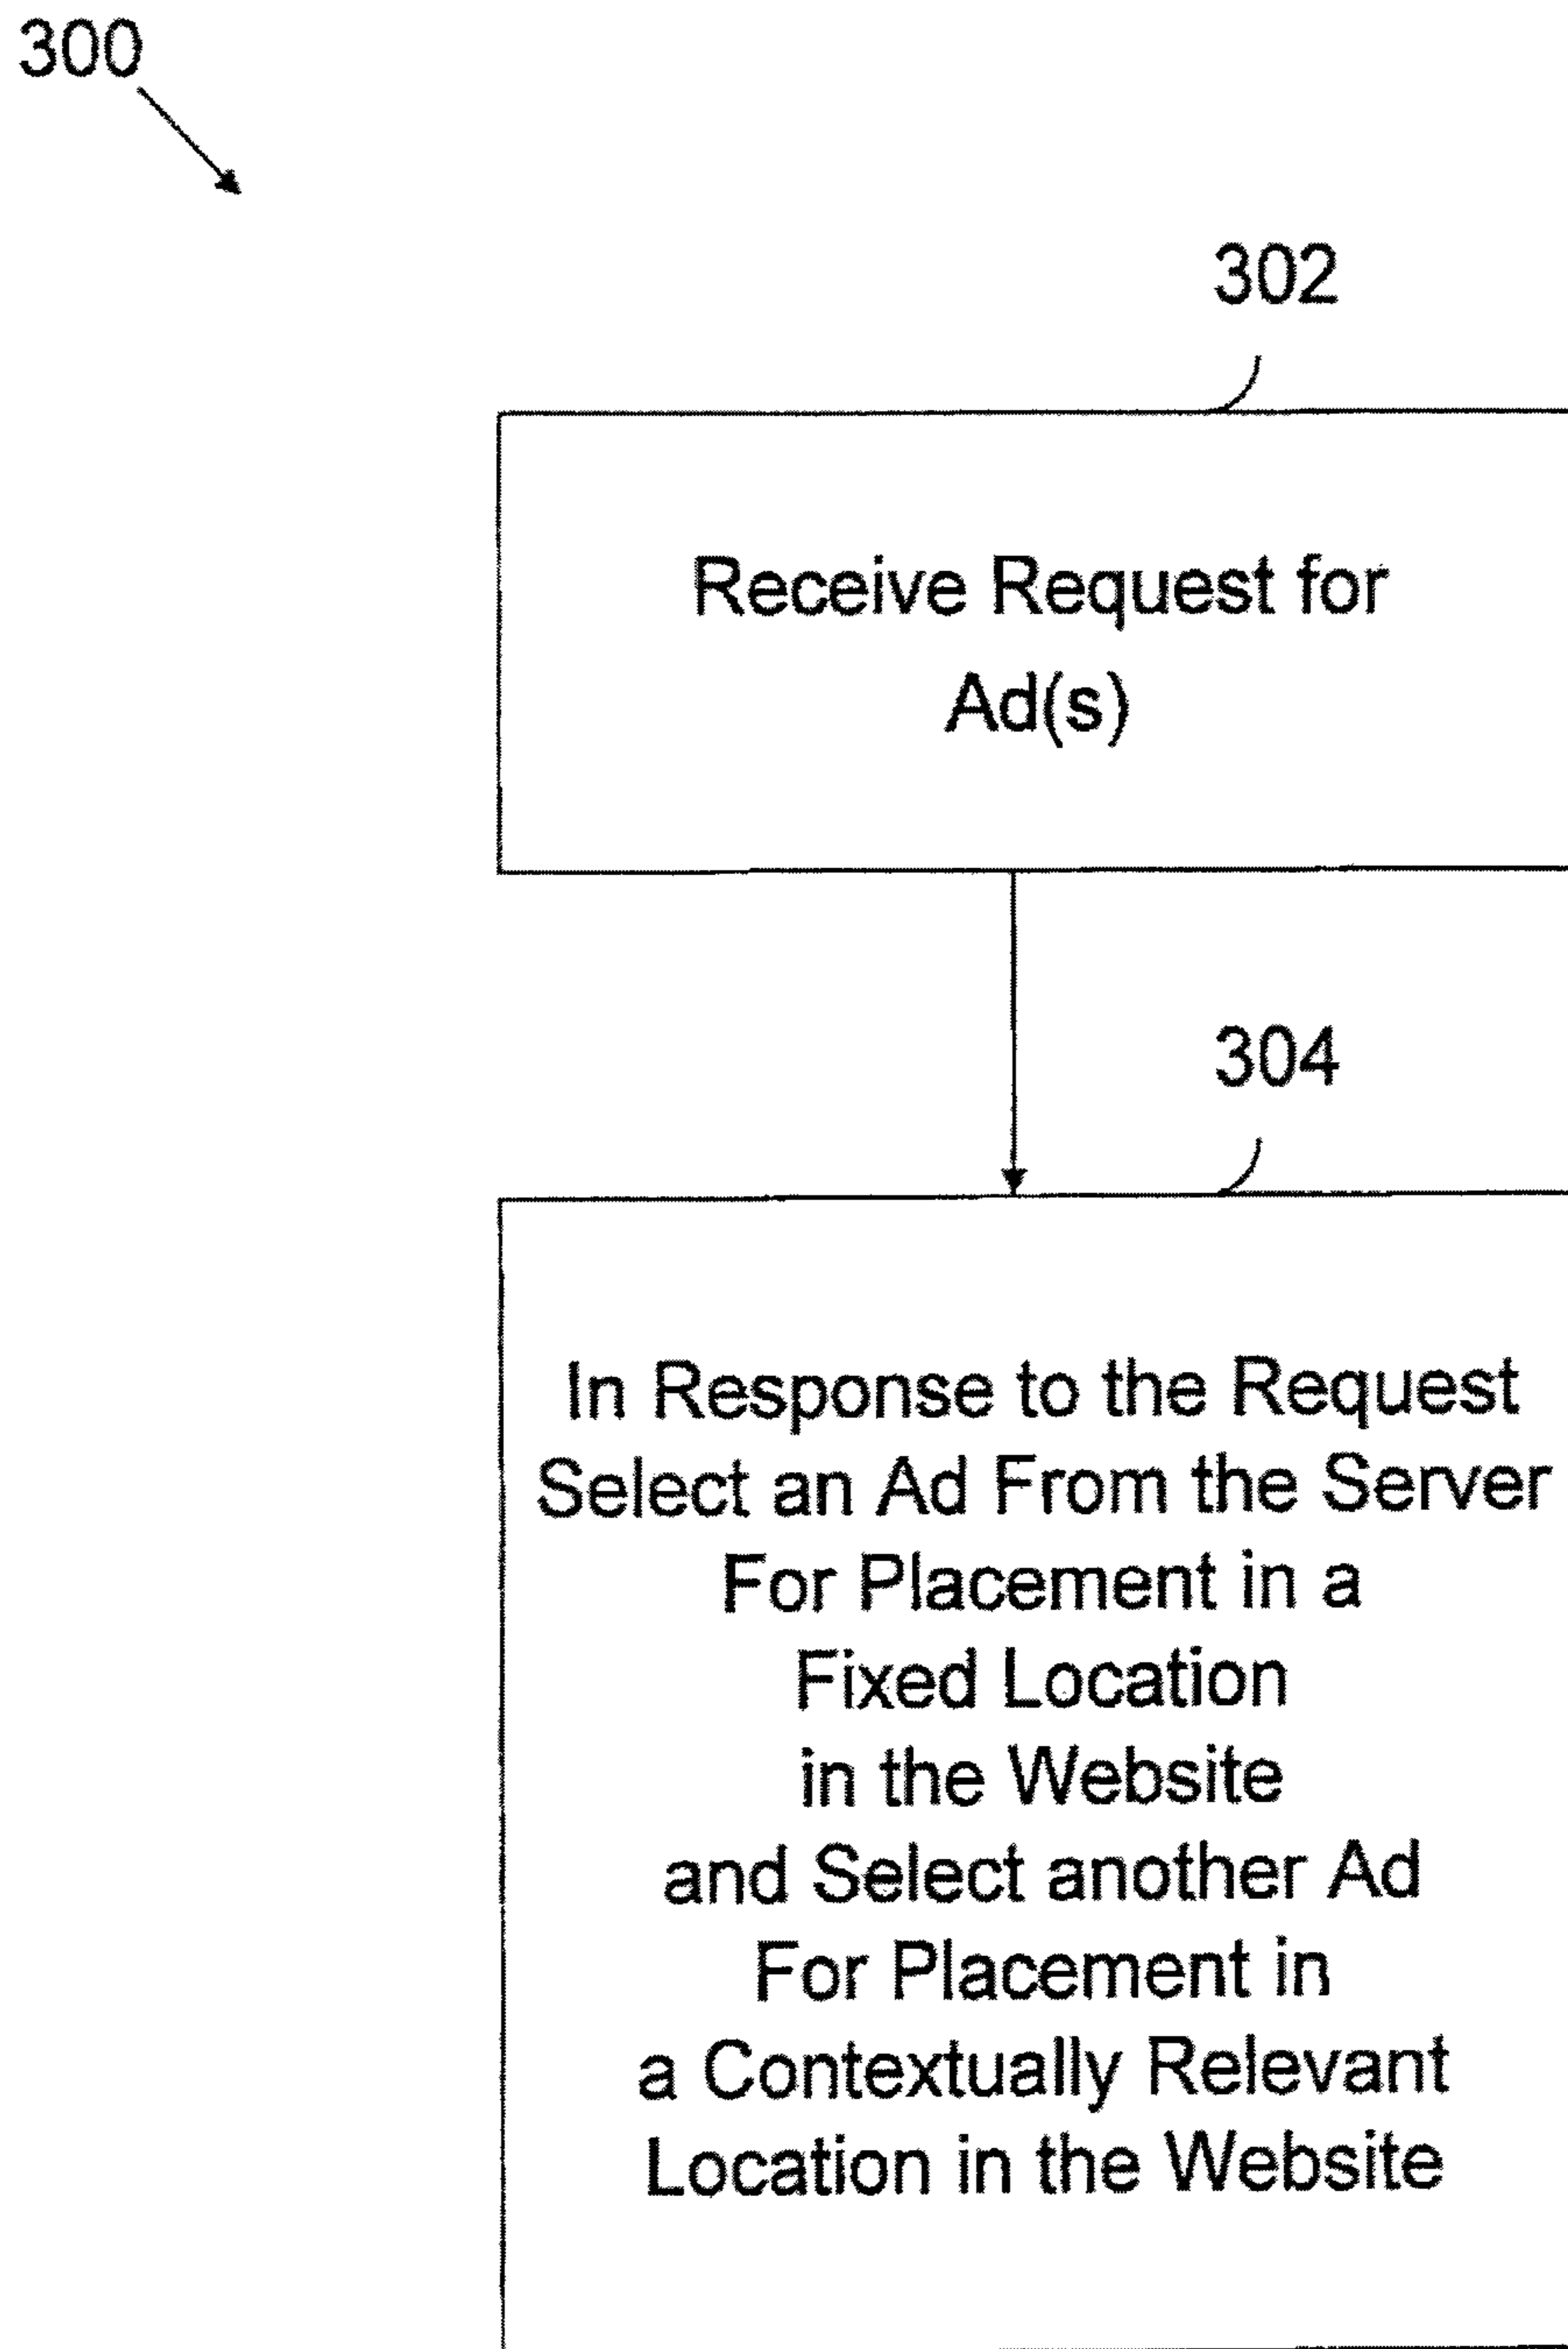 300
302
Receive Request for
Ad(s)
304
In Response to the Request
Select an Ad From the Server
For Placement in a
Fixed Location
in the Website
and Select another Ad
For Placement in
a Contextually Relevant
Location in the Website